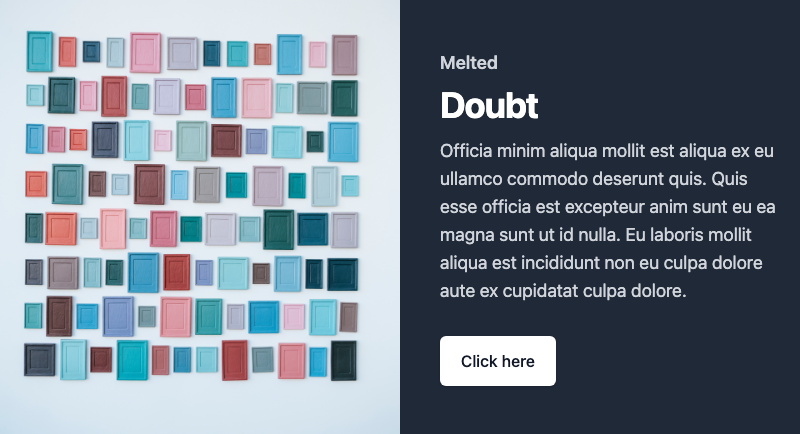 Melted
Doubt
Officia minim aliqua mollit est aliqua ex eu
ullamco commodo deserunt quis. Quis
esse officia est excepteur anim sunt eu ea
magna sunt ut id nulla. Eu laboris mollit
aliqua est incididunt non eu culpa dolore
aute ex cupidatat culpa dolore.
Click here